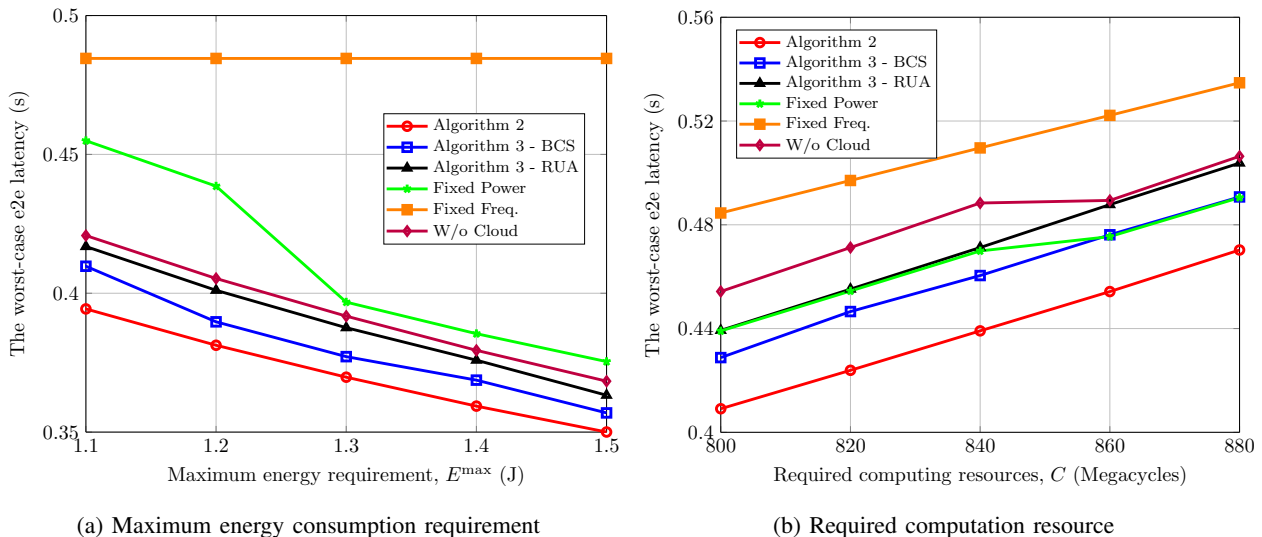 0.5
0.45
0.4
0.35
The worst-case e2e latency (s)
Algorithm 2
Algorithm 3 - BCS
Algorithm 3 - RUA
Fixed Power
Fixed Freq.
W/o Cloud
1.1 1.2 1.3 1.4 1.5
Maximum energy requirement, E^max (J)
(a) Maximum energy consumption requirement
0.56
0.52
0.48
0.44
0.4
The worst-case e2e latency (s)
Algorithm 2
Algorithm 3 - BCS
Algorithm 3 - RUA
Fixed Power
Fixed Freq.
W/o Cloud
800 820 840 860 880
Required computing resources, C (Megacycles)
(b) Required computation resource